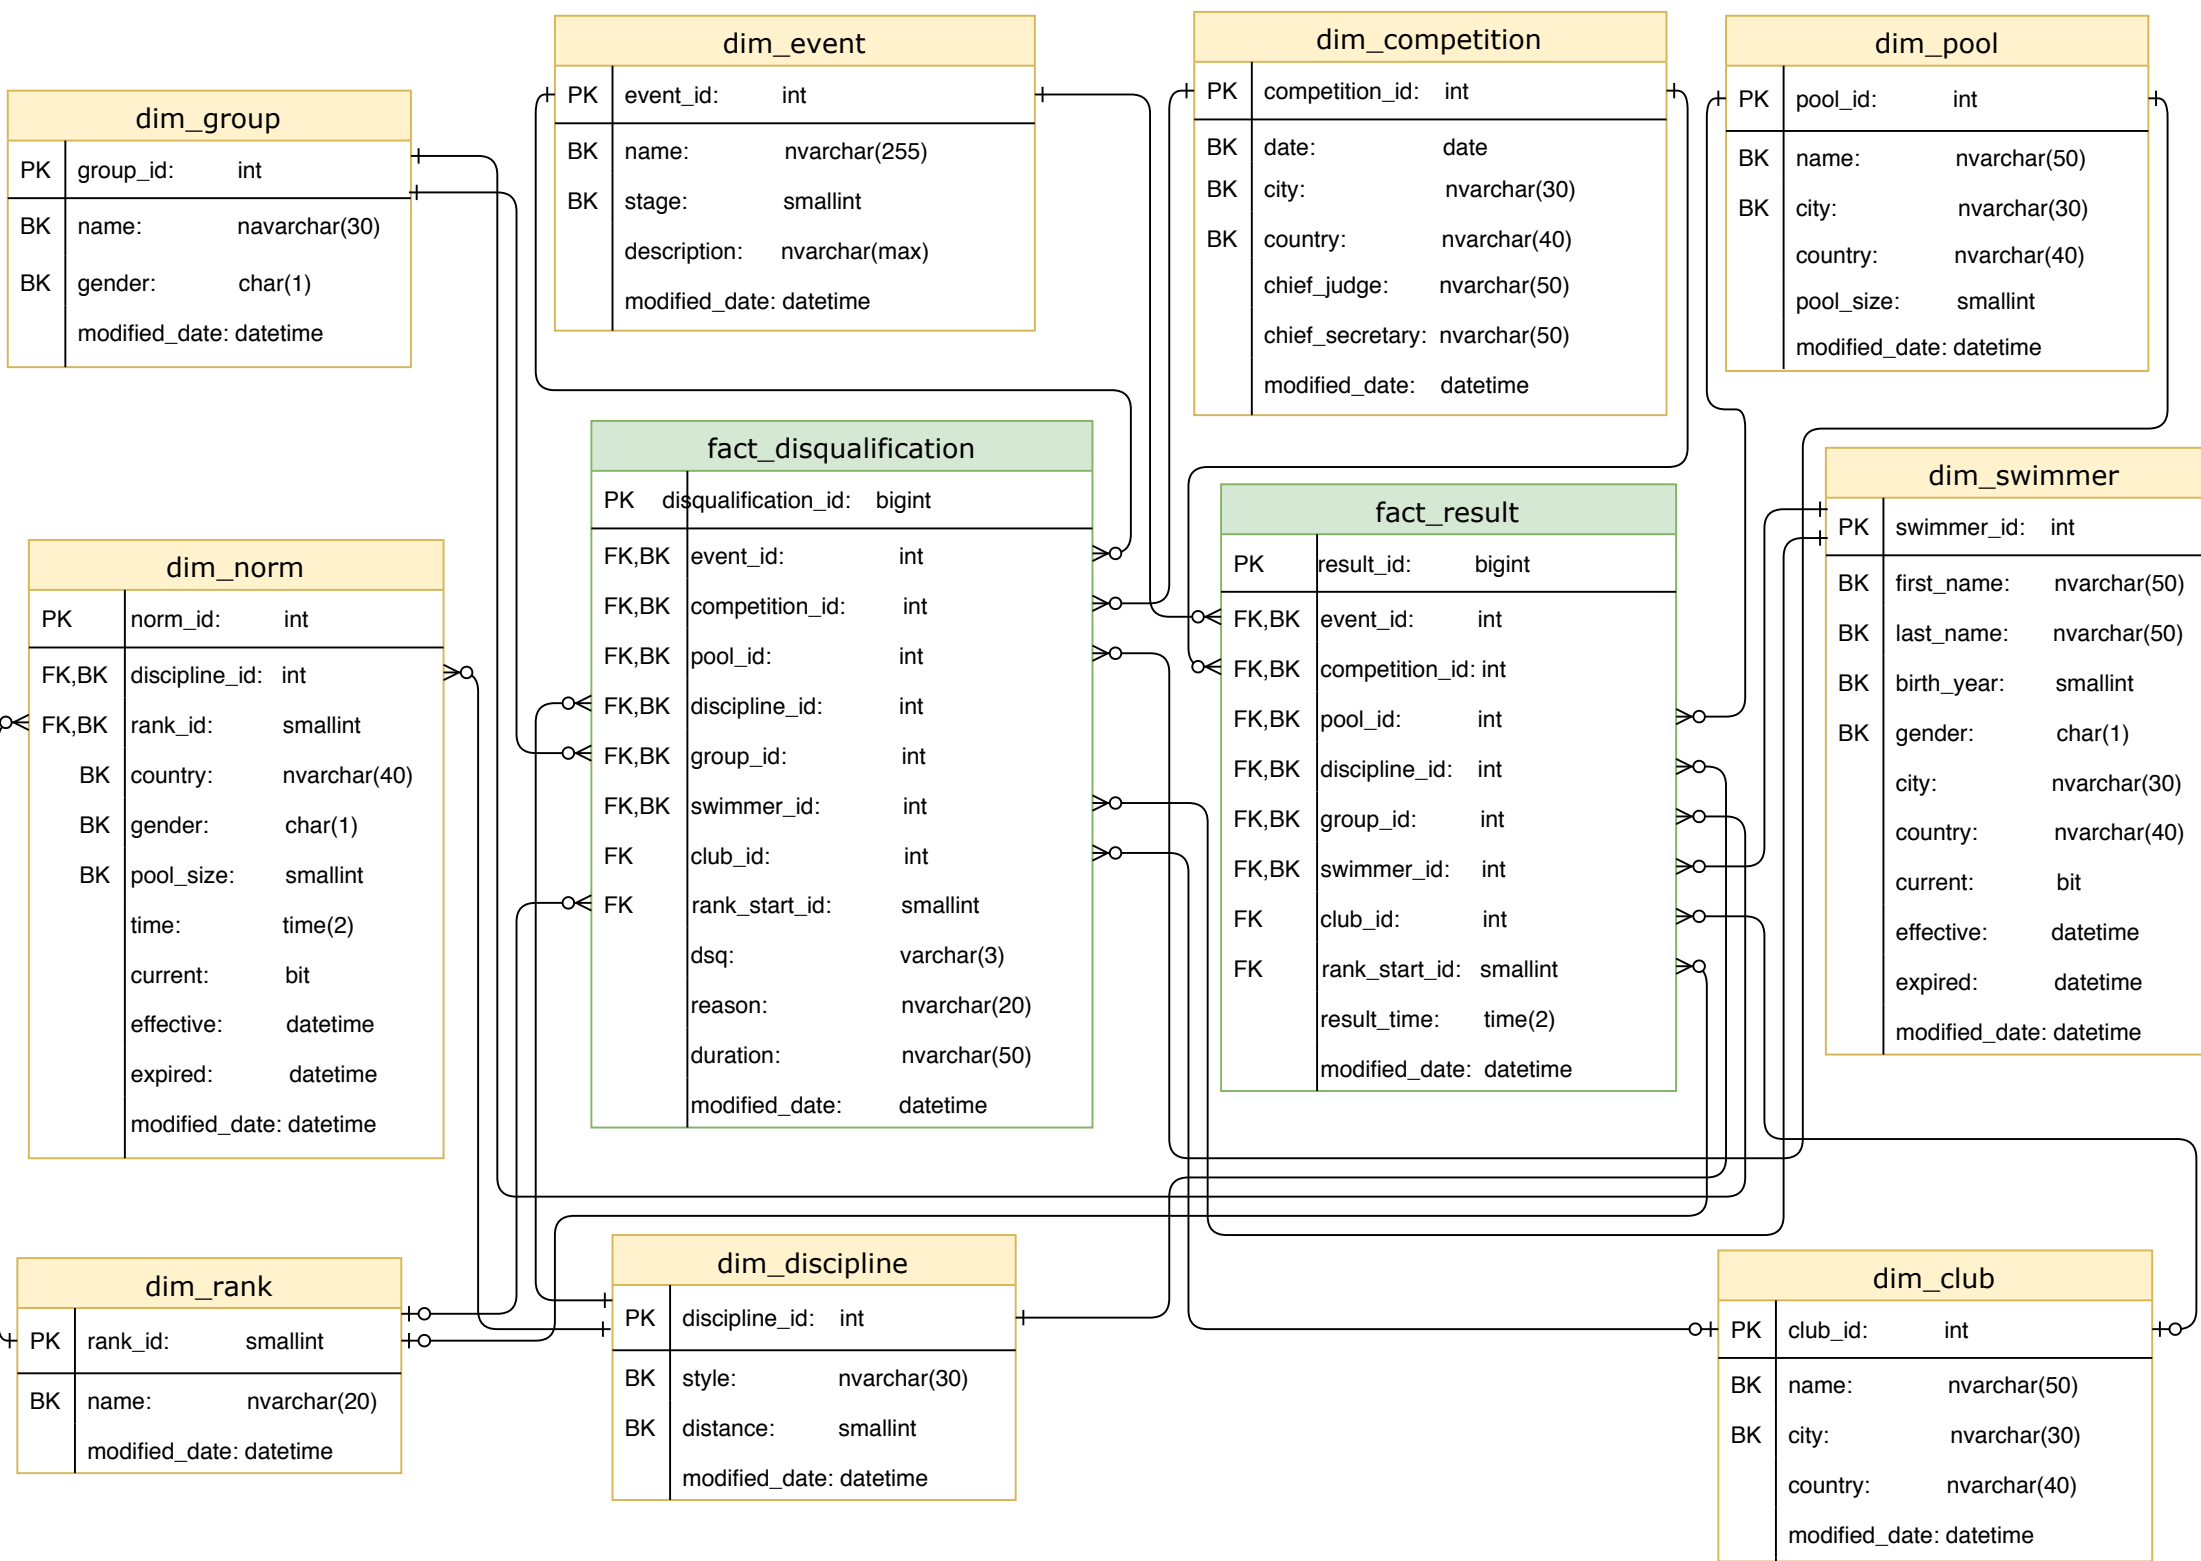 dim_event
PK event_id: int
BK name: nvarchar(255)
BK stage: smallint
description: nvarchar(max)
modified_date: datetime
dim_competition
PK competition_id: int
BK date: date
BK city: nvarchar(30)
BK country: nvarchar(40)
chief_judge: nvarchar(50)
chief_secretary: nvarchar(50)
modified_date: datetime
dim_pool
PK pool_id: int
BK name: nvarchar(50)
BK city: nvarchar(30)
country: nvarchar(40)
pool_size: smallint
modified_date: datetime
dim_group
PK group_id: int
BK name: navarchar(30)
BK gender: char(1)
modified_date: datetime
fact_disqualification
PK disqualification_id: bigint
FK,BK event_id: int
FK,BK competition_id: int
FK,BK pool_id: int
FK,BK discipline_id: int
FK,BK group_id: int
FK,BK swimmer_id: int
FK club_id: int
FK rank_start_id: smallint
dsq: varchar(3)
reason: nvarchar(20)
duration: nvarchar(50)
modified_date: datetime
fact_result
PK result_id: bigint
FK,BK event_id: int
FK,BK competition_id: int
FK,BK pool_id: int
FK,BK discipline_id: int
FK,BK group_id: int
FK,BK swimmer_id: int
FK club_id: int
FK rank_start_id: smallint
result_time: time(2)
modified_date: datetime
dim_swimmer
PK swimmer_id: int
BK first_name: nvarchar(50)
BK last_name: nvarchar(50)
BK birth_year: smallint
BK gender: char(1)
city: nvarchar(30)
country: nvarchar(40)
current: bit
effective: datetime
expired: datetime
modified_date: datetime
dim_norm
PK norm_id: int
FK,BK discipline_id: int
FK,BK rank_id: smallint
BK country: nvarchar(40)
BK gender: char(1)
BK pool_size: smallint
time: time(2)
current: bit
effective: datetime
expired: datetime
modified_date: datetime
dim_rank
PK rank_id: smallint
BK name: nvarchar(20)
modified_date: datetime
dim_discipline
PK discipline_id: int
BK style: nvarchar(30)
BK distance: smallint
modified_date: datetime
dim_club
PK club_id: int
BK name: nvarchar(50)
BK city: nvarchar(30)
country: nvarchar(40)
modified_date: datetime